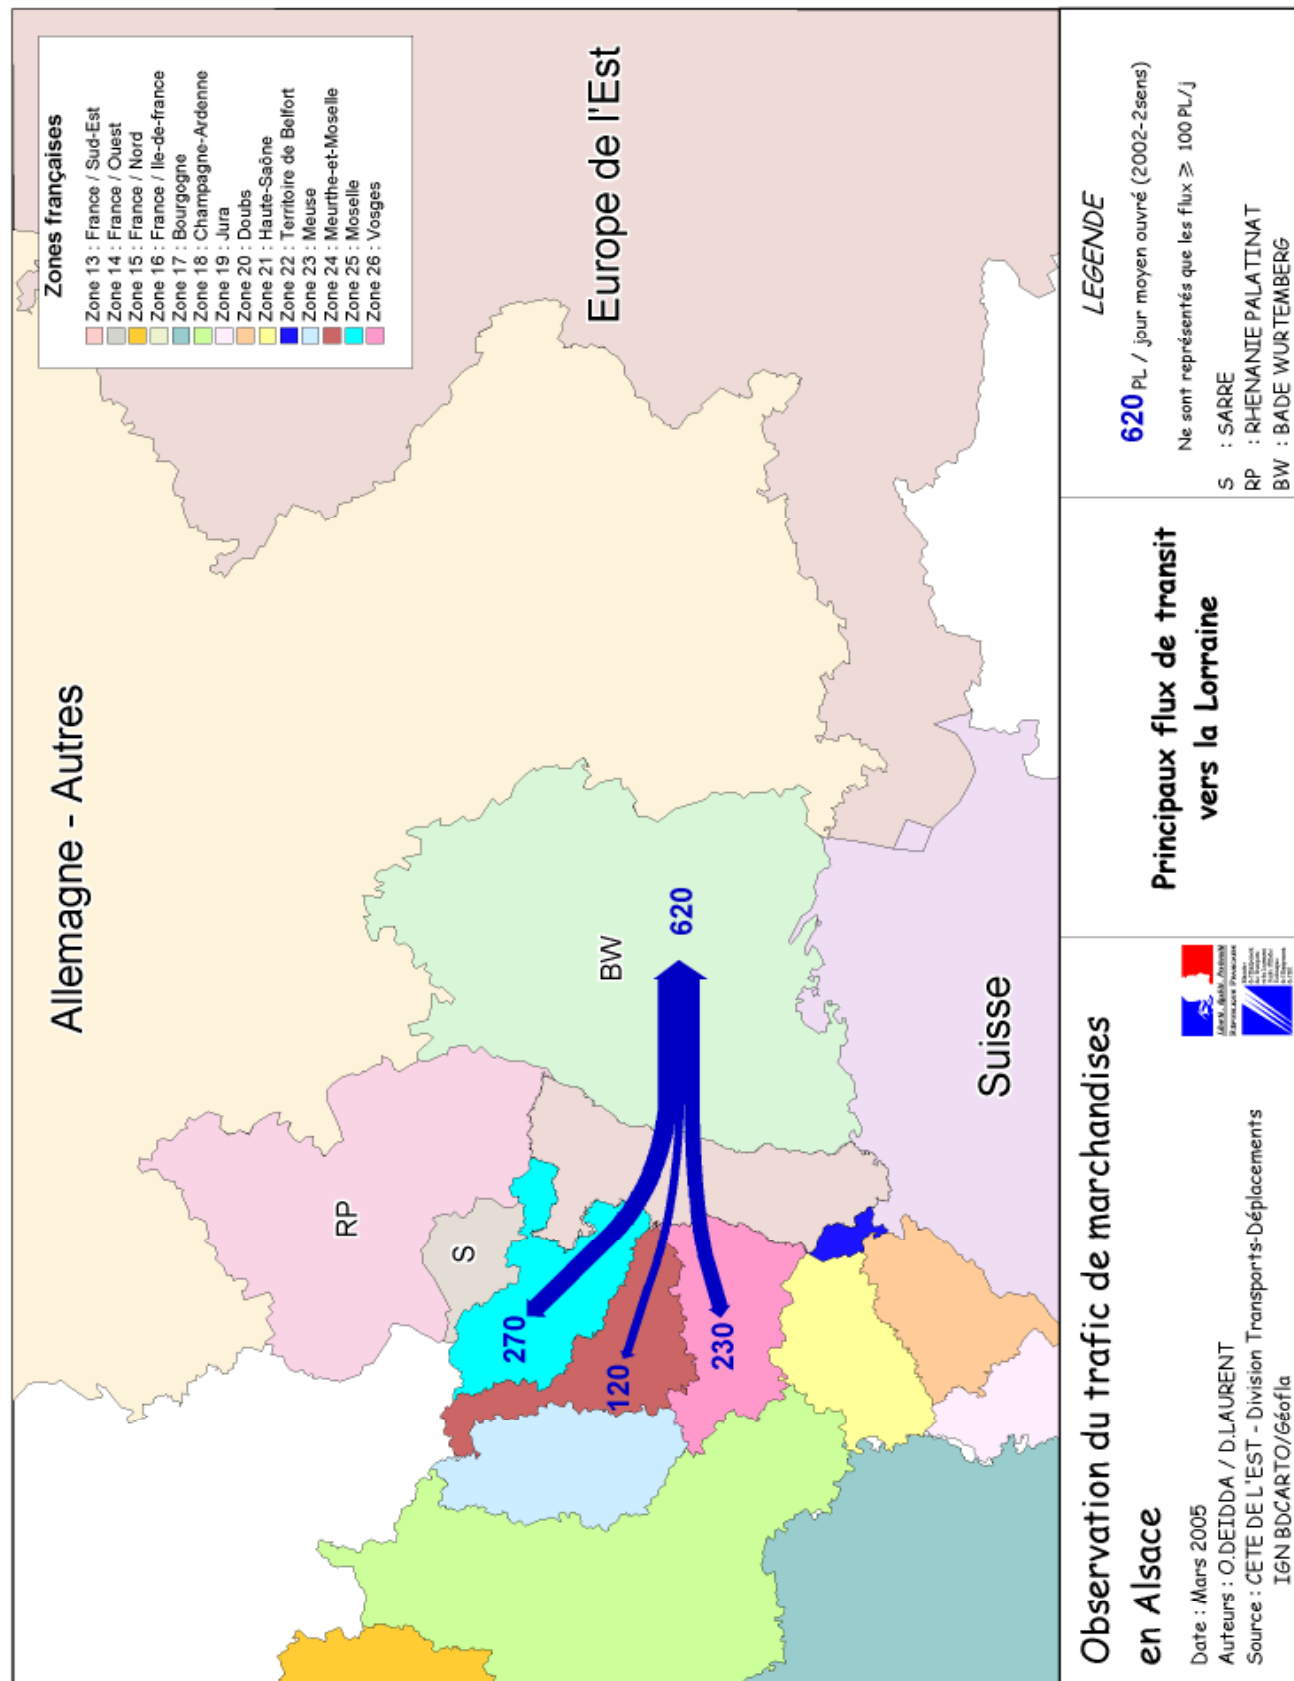 Zones françaises
Zone 13 : France / Sud-Est
Zone 14 : France / Ouest
Zone 15 : France / Nord
Zone 16 : France / Ile-de-france
Zone 17 : Bourgogne
Zone 18 : Champagne-Ardenne
Zone 19 : Jura
Zone 20 : Doubs
Zone 21 : Haute-Saône
Zone 22 : Territoire de Belfort
Zone 23 : Meuse
Zone 24 : Meurthe-et-Moselle
Zone 25 : Moselle
Zone 26 : Vosges
Allemagne - Autres
Europe de l'Est
RP
S
BW
620
270
120
230
Suisse
Observation du trafic de marchandises
en Alsace
Date : Mars 2005
Auteurs : O.DEIDDA / D.LAURENT
Source : CETE DE L'EST - Division Transports-Déplacements
IGN BDCARTO/Géofla
Liberté • Égalité • Fraternité
RÉPUBLIQUE FRANÇAISE
Principaux flux de transit
vers la Lorraine
LEGENDE
620 PL / jour moyen ouvré (2002-2sens)
Ne sont représentés que les flux ⩾ 100 PL/j
S : SARRE
RP : RHENANIE PALATINAT
BW : BADE WURTEMBERG